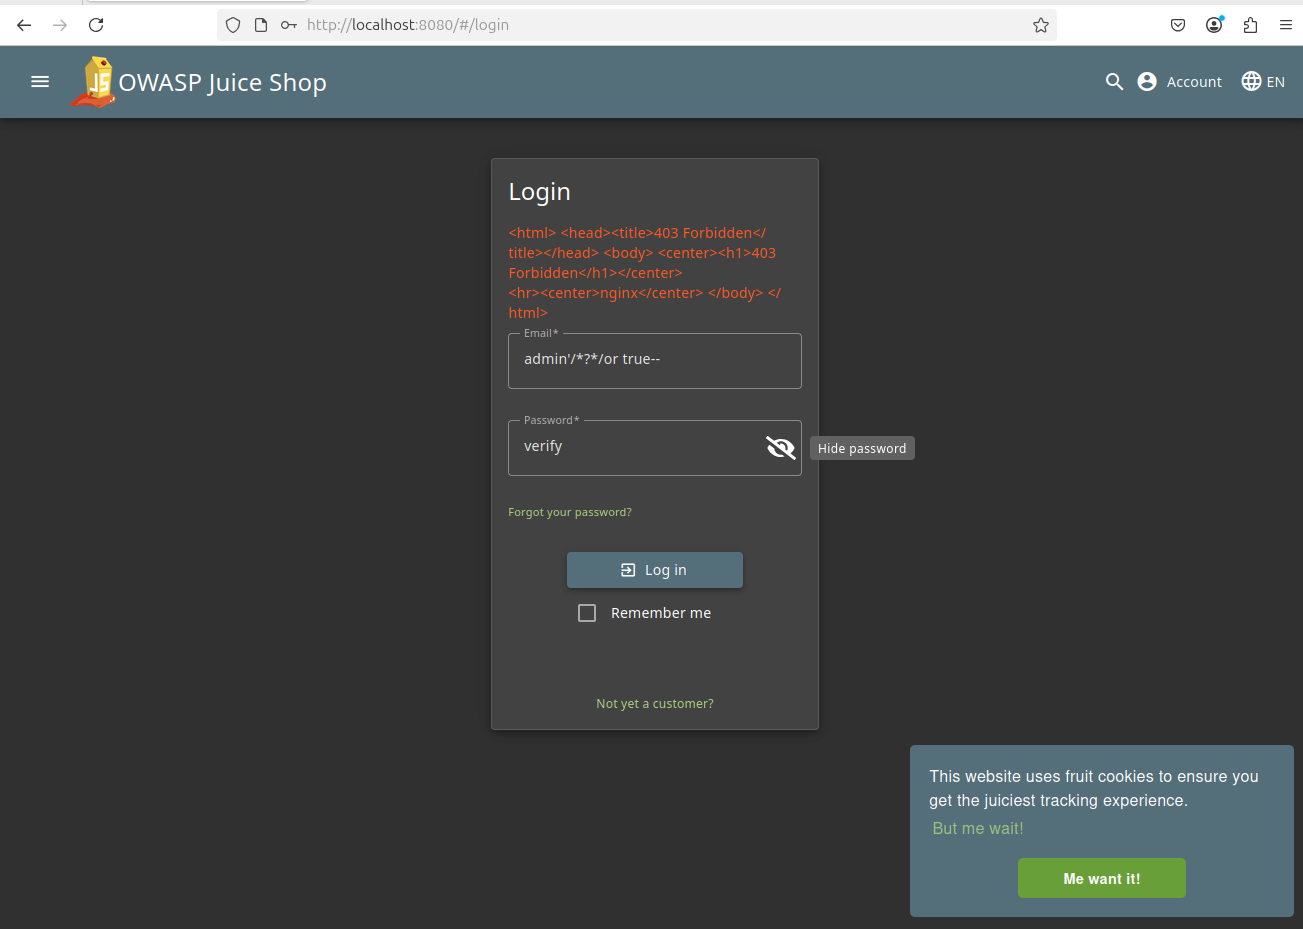 http://localhost:8080/#/login
JS
OWASP Juice Shop
Account
EN
Login
<html> <head><title>403 Forbidden</
title></head> <body> <center><h1>403
Forbidden</h1></center>
<hr><center>nginx</center> </body> </
html>
Email*
admin'/*?*/or true--
Password*
verify
Hide password
Forgot your password?
Log in
Remember me
Not yet a customer?
This website uses fruit cookies to ensure you
get the juiciest tracking experience.
But me wait!
Me want it!